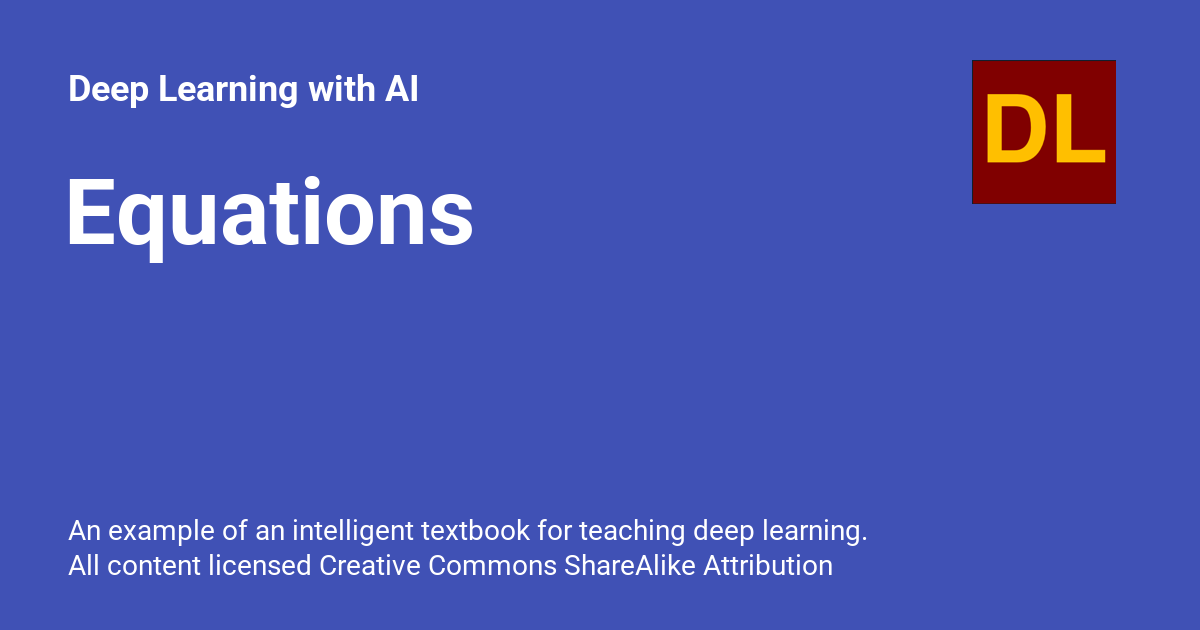 Deep Learning with AI
DL
Equations
An example of an intelligent textbook for teaching deep learning.
All content licensed Creative Commons ShareAlike Attribution